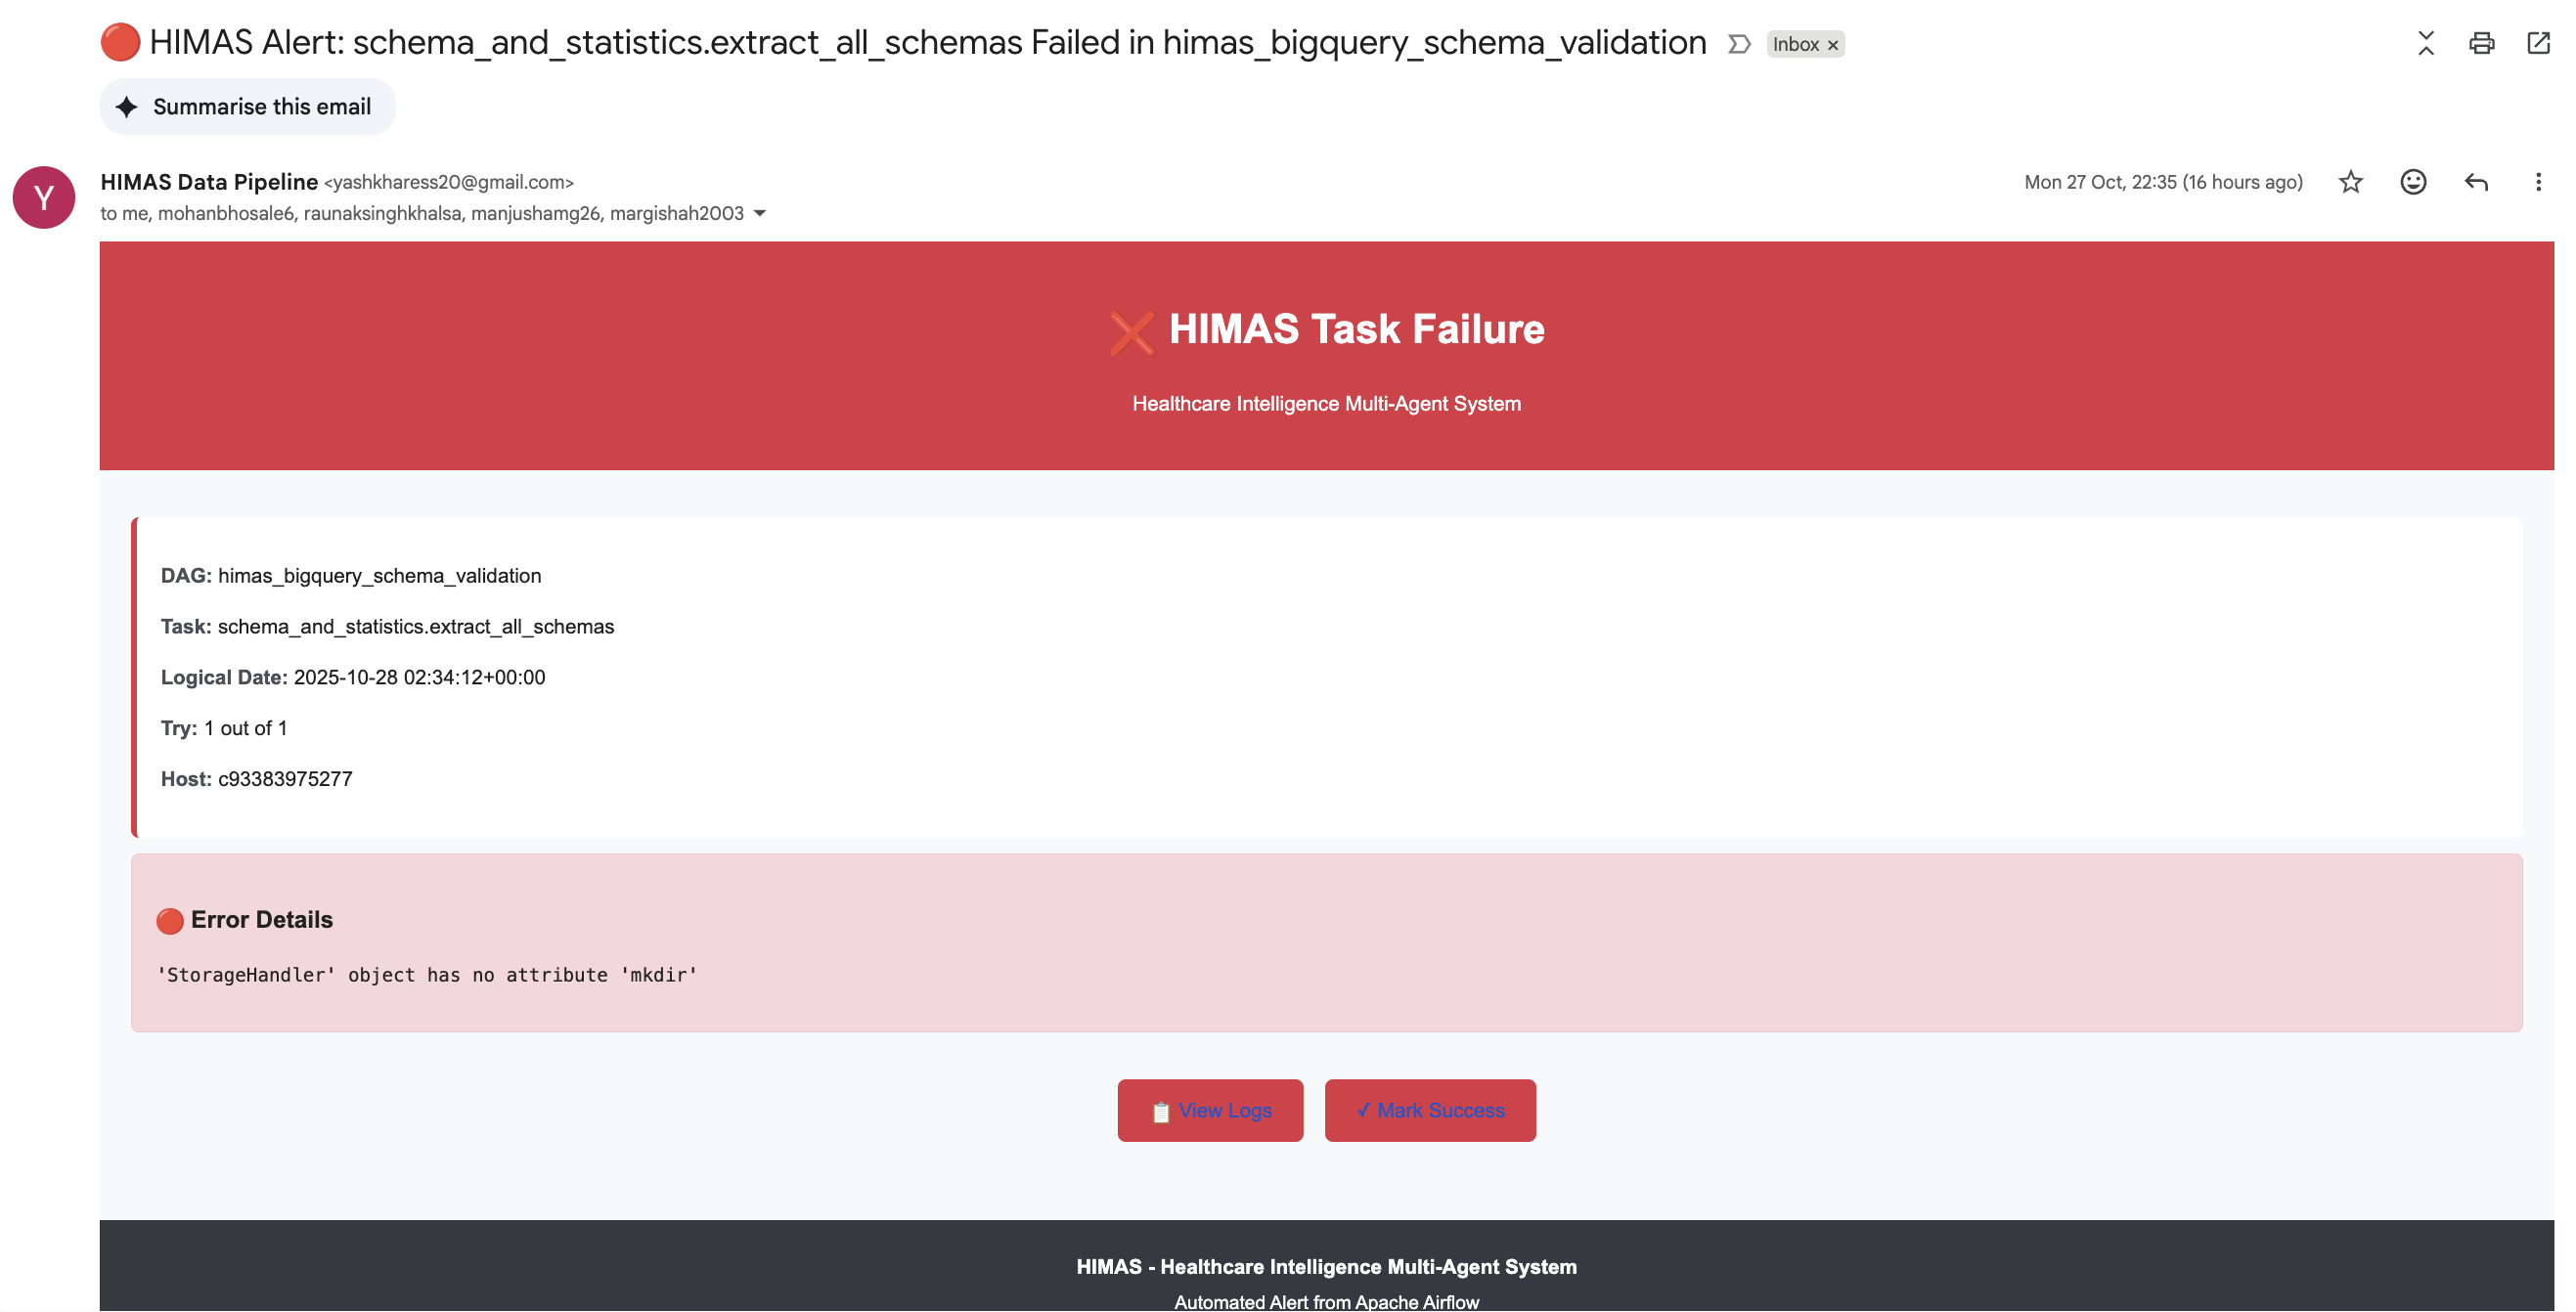 🔴 HIMAS Alert: schema_and_statistics.extract_all_schemas Failed in himas_bigquery_schema_validation Inbox ×
Summarise this email
Y
HIMAS Data Pipeline <yashkharess20@gmail.com>
Mon 27 Oct, 22:35 (16 hours ago)
to me, mohanbhosale6, raunaksinghkhalsa, manjushamg26, margishah2003
❌ HIMAS Task Failure
Healthcare Intelligence Multi-Agent System
DAG: himas_bigquery_schema_validation
Task: schema_and_statistics.extract_all_schemas
Logical Date: 2025-10-28 02:34:12+00:00
Try: 1 out of 1
Host: c93383975277
🔴 Error Details
'StorageHandler' object has no attribute 'mkdir'
📋 View Logs
✓ Mark Success
HIMAS - Healthcare Intelligence Multi-Agent System
Automated Alert from Apache Airflow